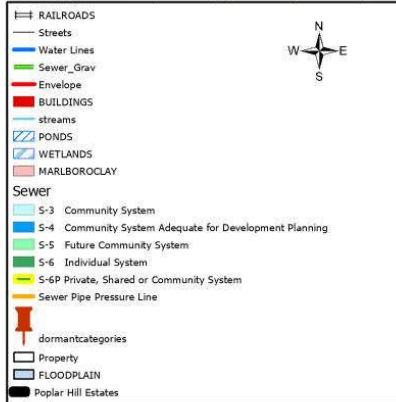 RAILROADS
N
Streets
W E
Water Lines
S
Sewer_Grav
Envelope
BUILDINGS
streams
PONDS
WETLANDS
MARLBOROCLAY
Sewer
S-3 Community System
S-4 Community System Adequate for Development Planning
S-5 Future Community System
S-6 Individual System
S-6P Private, Shared or Community System
Sewer Pipe Pressure Line
dormantcategories
Property
FLOODPLAIN
Poplar Hill Estates